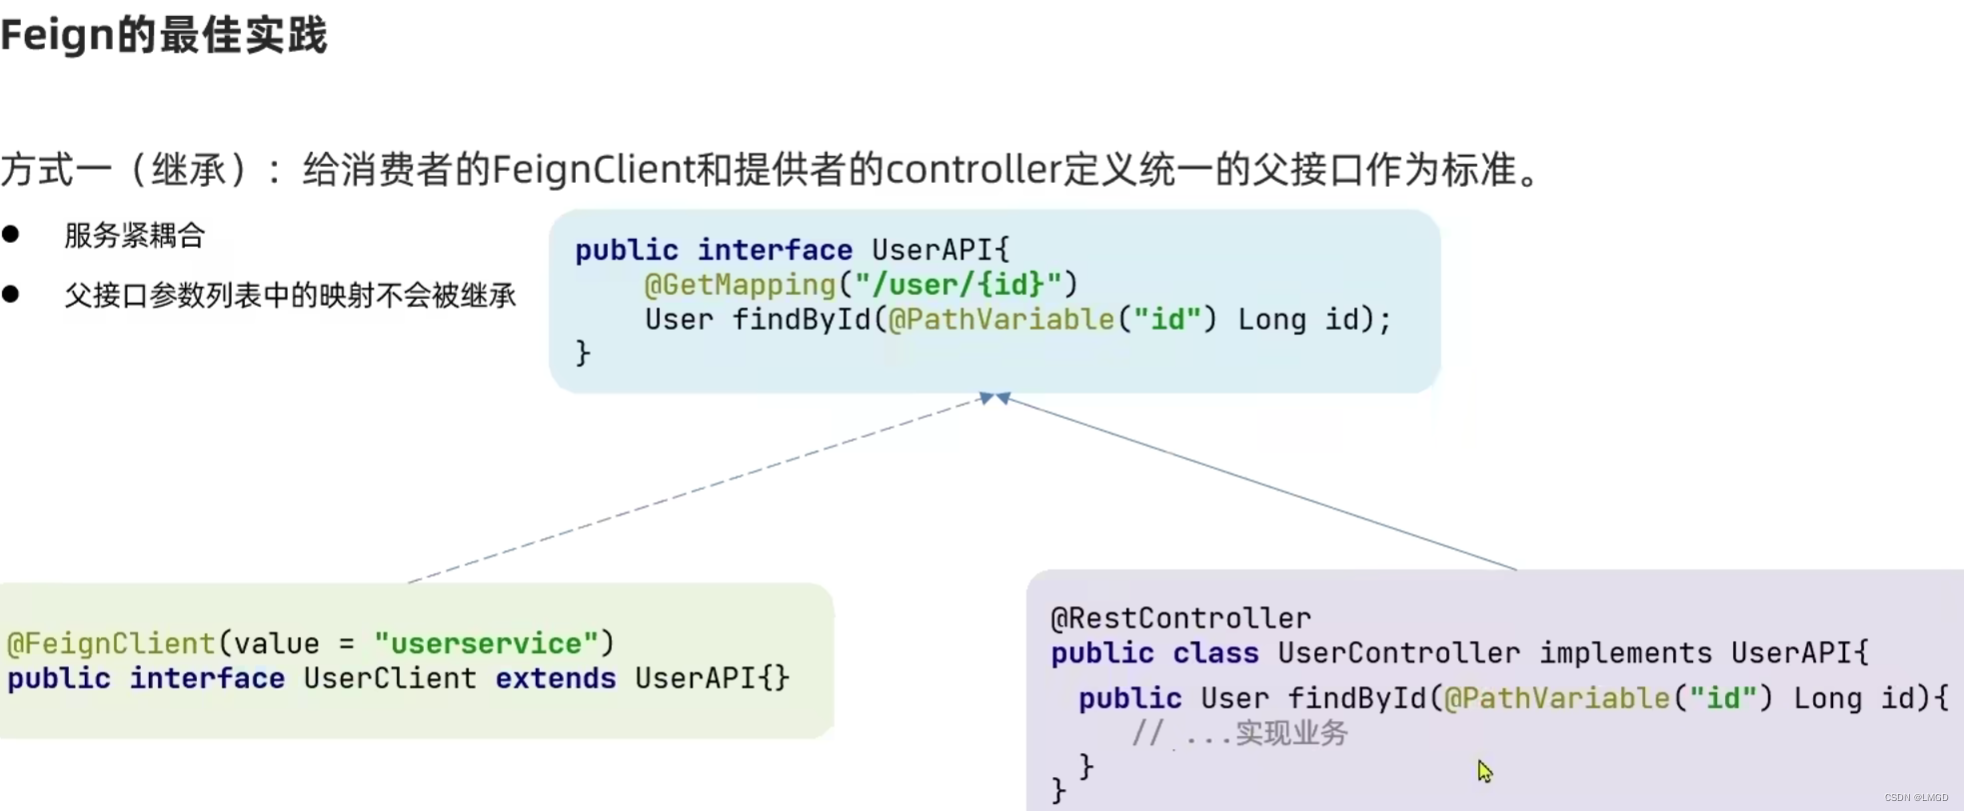 Feign的最佳实践
方式一（继承）：给消费者的FeignClient和提供者的controller定义统一的父接口作为标准。
● 服务紧耦合
● 父接口参数列表中的映射不会被继承
public interface UserAPI{
@GetMapping("/user/{id}")
User findById(@PathVariable("id") Long id);
}
@FeignClient(value = "userservice")
public interface UserClient extends UserAPI{}
@RestController
public class UserController implements UserAPI{
public User findById(@PathVariable("id") Long id){
// ...实现业务
}
}
CSDN @LMGD